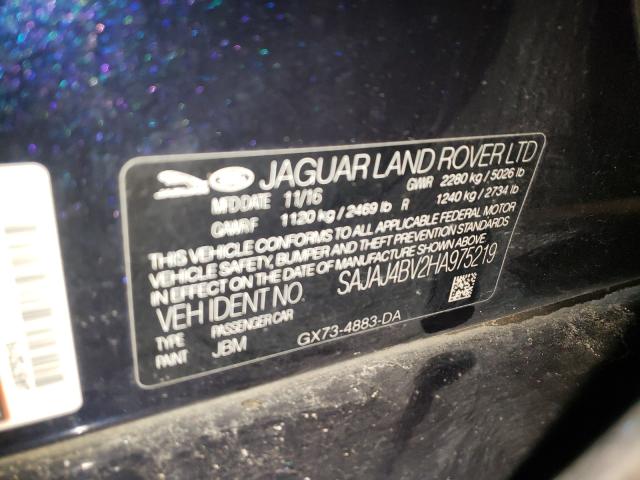 JAGUAR LAND ROVER LTD
MFD DATE 11/16 GVWR 2280 kg / 5026 lb
GAWR F 1120 kg / 2469 lb R 1240 kg / 2734 lb
THIS VEHICLE CONFORMS TO ALL APPLICABLE FEDERAL MOTOR
VEHICLE SAFETY, BUMPER, AND THEFT PREVENTION STANDARDS
IN EFFECT ON THE DATE OF MANUFACTURE SHOWN ABOVE.
VEH IDENT NO. SAJAJ4BV2HA975219
TYPE PASSENGER CAR
PAINT JBM GX73-4883-DA